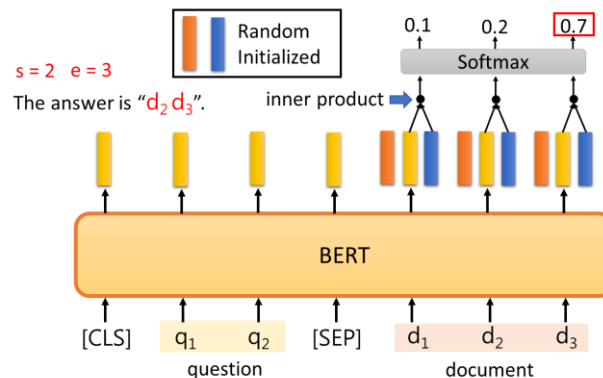 Random
Initialized
0.1 0.2 0.7
Softmax
s = 2 e = 3
The answer is “d₂ d₃”.
inner product
BERT
[CLS] q₁ q₂ [SEP] d₁ d₂ d₃
question document